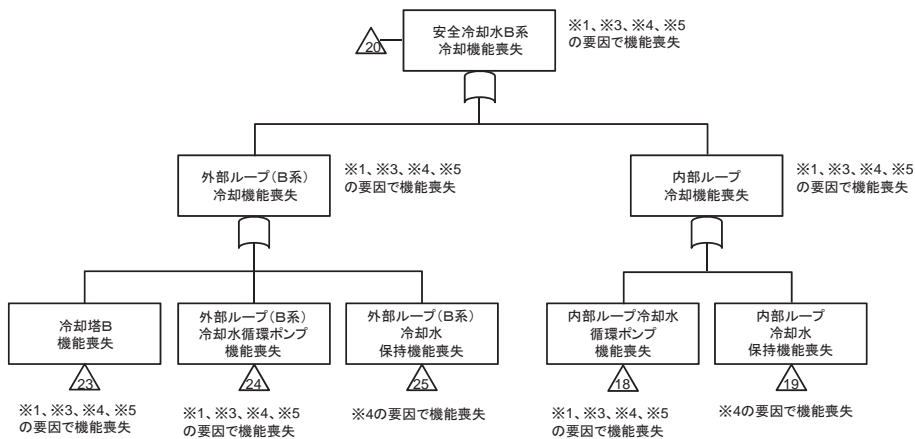 20
安全冷却水B系
冷却機能喪失
※1、※3、※4、※5
の要因で機能喪失
外部ループ(B系)
冷却機能喪失
※1、※3、※4、※5
の要因で機能喪失
内部ループ
冷却機能喪失
※1、※3、※4、※5
の要因で機能喪失
冷却塔B
機能喪失
外部ループ(B系)
冷却水循環ポンプ
機能喪失
外部ループ(B系)
冷却水
保持機能喪失
内部ループ冷却水
循環ポンプ
機能喪失
内部ループ
冷却水
保持機能喪失
23
24
25
18
19
※1、※3、※4、※5
の要因で機能喪失
※1、※3、※4、※5
の要因で機能喪失
※4の要因で機能喪失
※1、※3、※4、※5
の要因で機能喪失
※4の要因で機能喪失